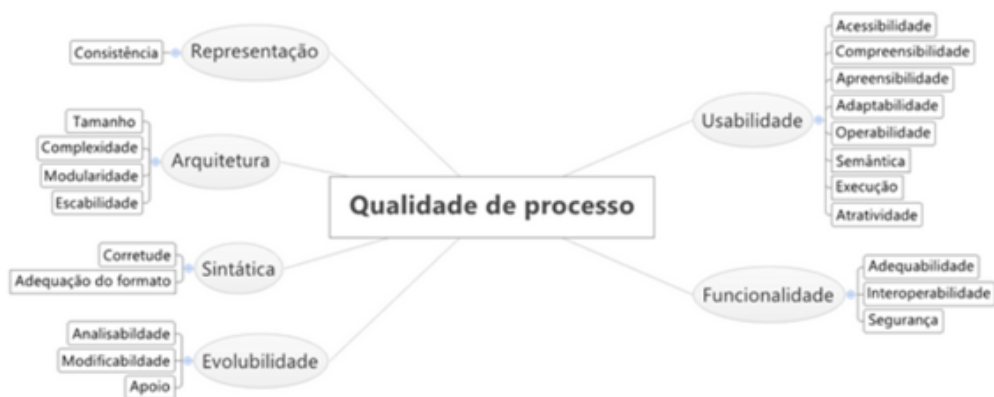 Qualidade de processo
Representação
Consistência
Arquitetura
Tamanho
Complexidade
Modularidade
Escabilidade
Sintática
Corretude
Adequação do formato
Evolubilidade
Analisabildade
Modificabildade
Apoio
Usabilidade
Acessibilidade
Compreensibilidade
Apreensibilidade
Adaptabilidade
Operabilidade
Semântica
Execução
Atratividade
Funcionalidade
Adequabilidade
Interoperabilidade
Segurança